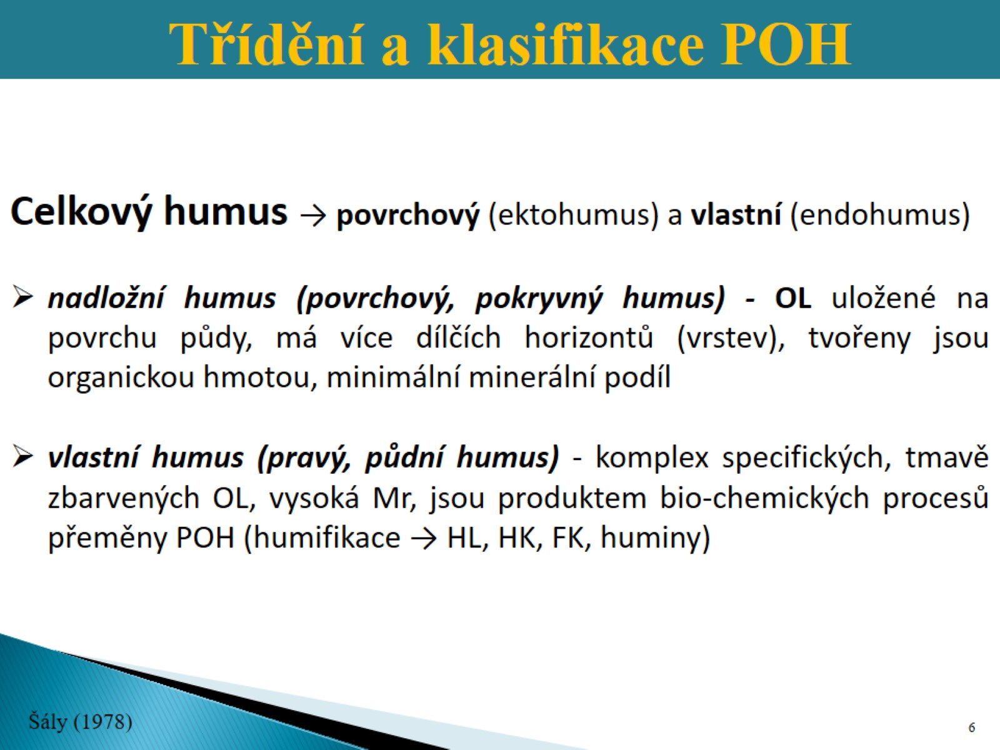 Třídění a klasifikace POH
Celkový humus → povrchový (ektohumus) a vlastní (endohumus)
➢ nadložní humus (povrchový, pokryvný humus) - OL uložené na
povrchu půdy, má více dílčích horizontů (vrstev), tvořeny jsou
organickou hmotou, minimální minerální podíl
➢ vlastní humus (pravý, půdní humus) - komplex specifických, tmavě
zbarvených OL, vysoká Mr, jsou produktem bio-chemických procesů
přeměny POH (humifikace → HL, HK, FK, huminy)
Šály (1978)
6